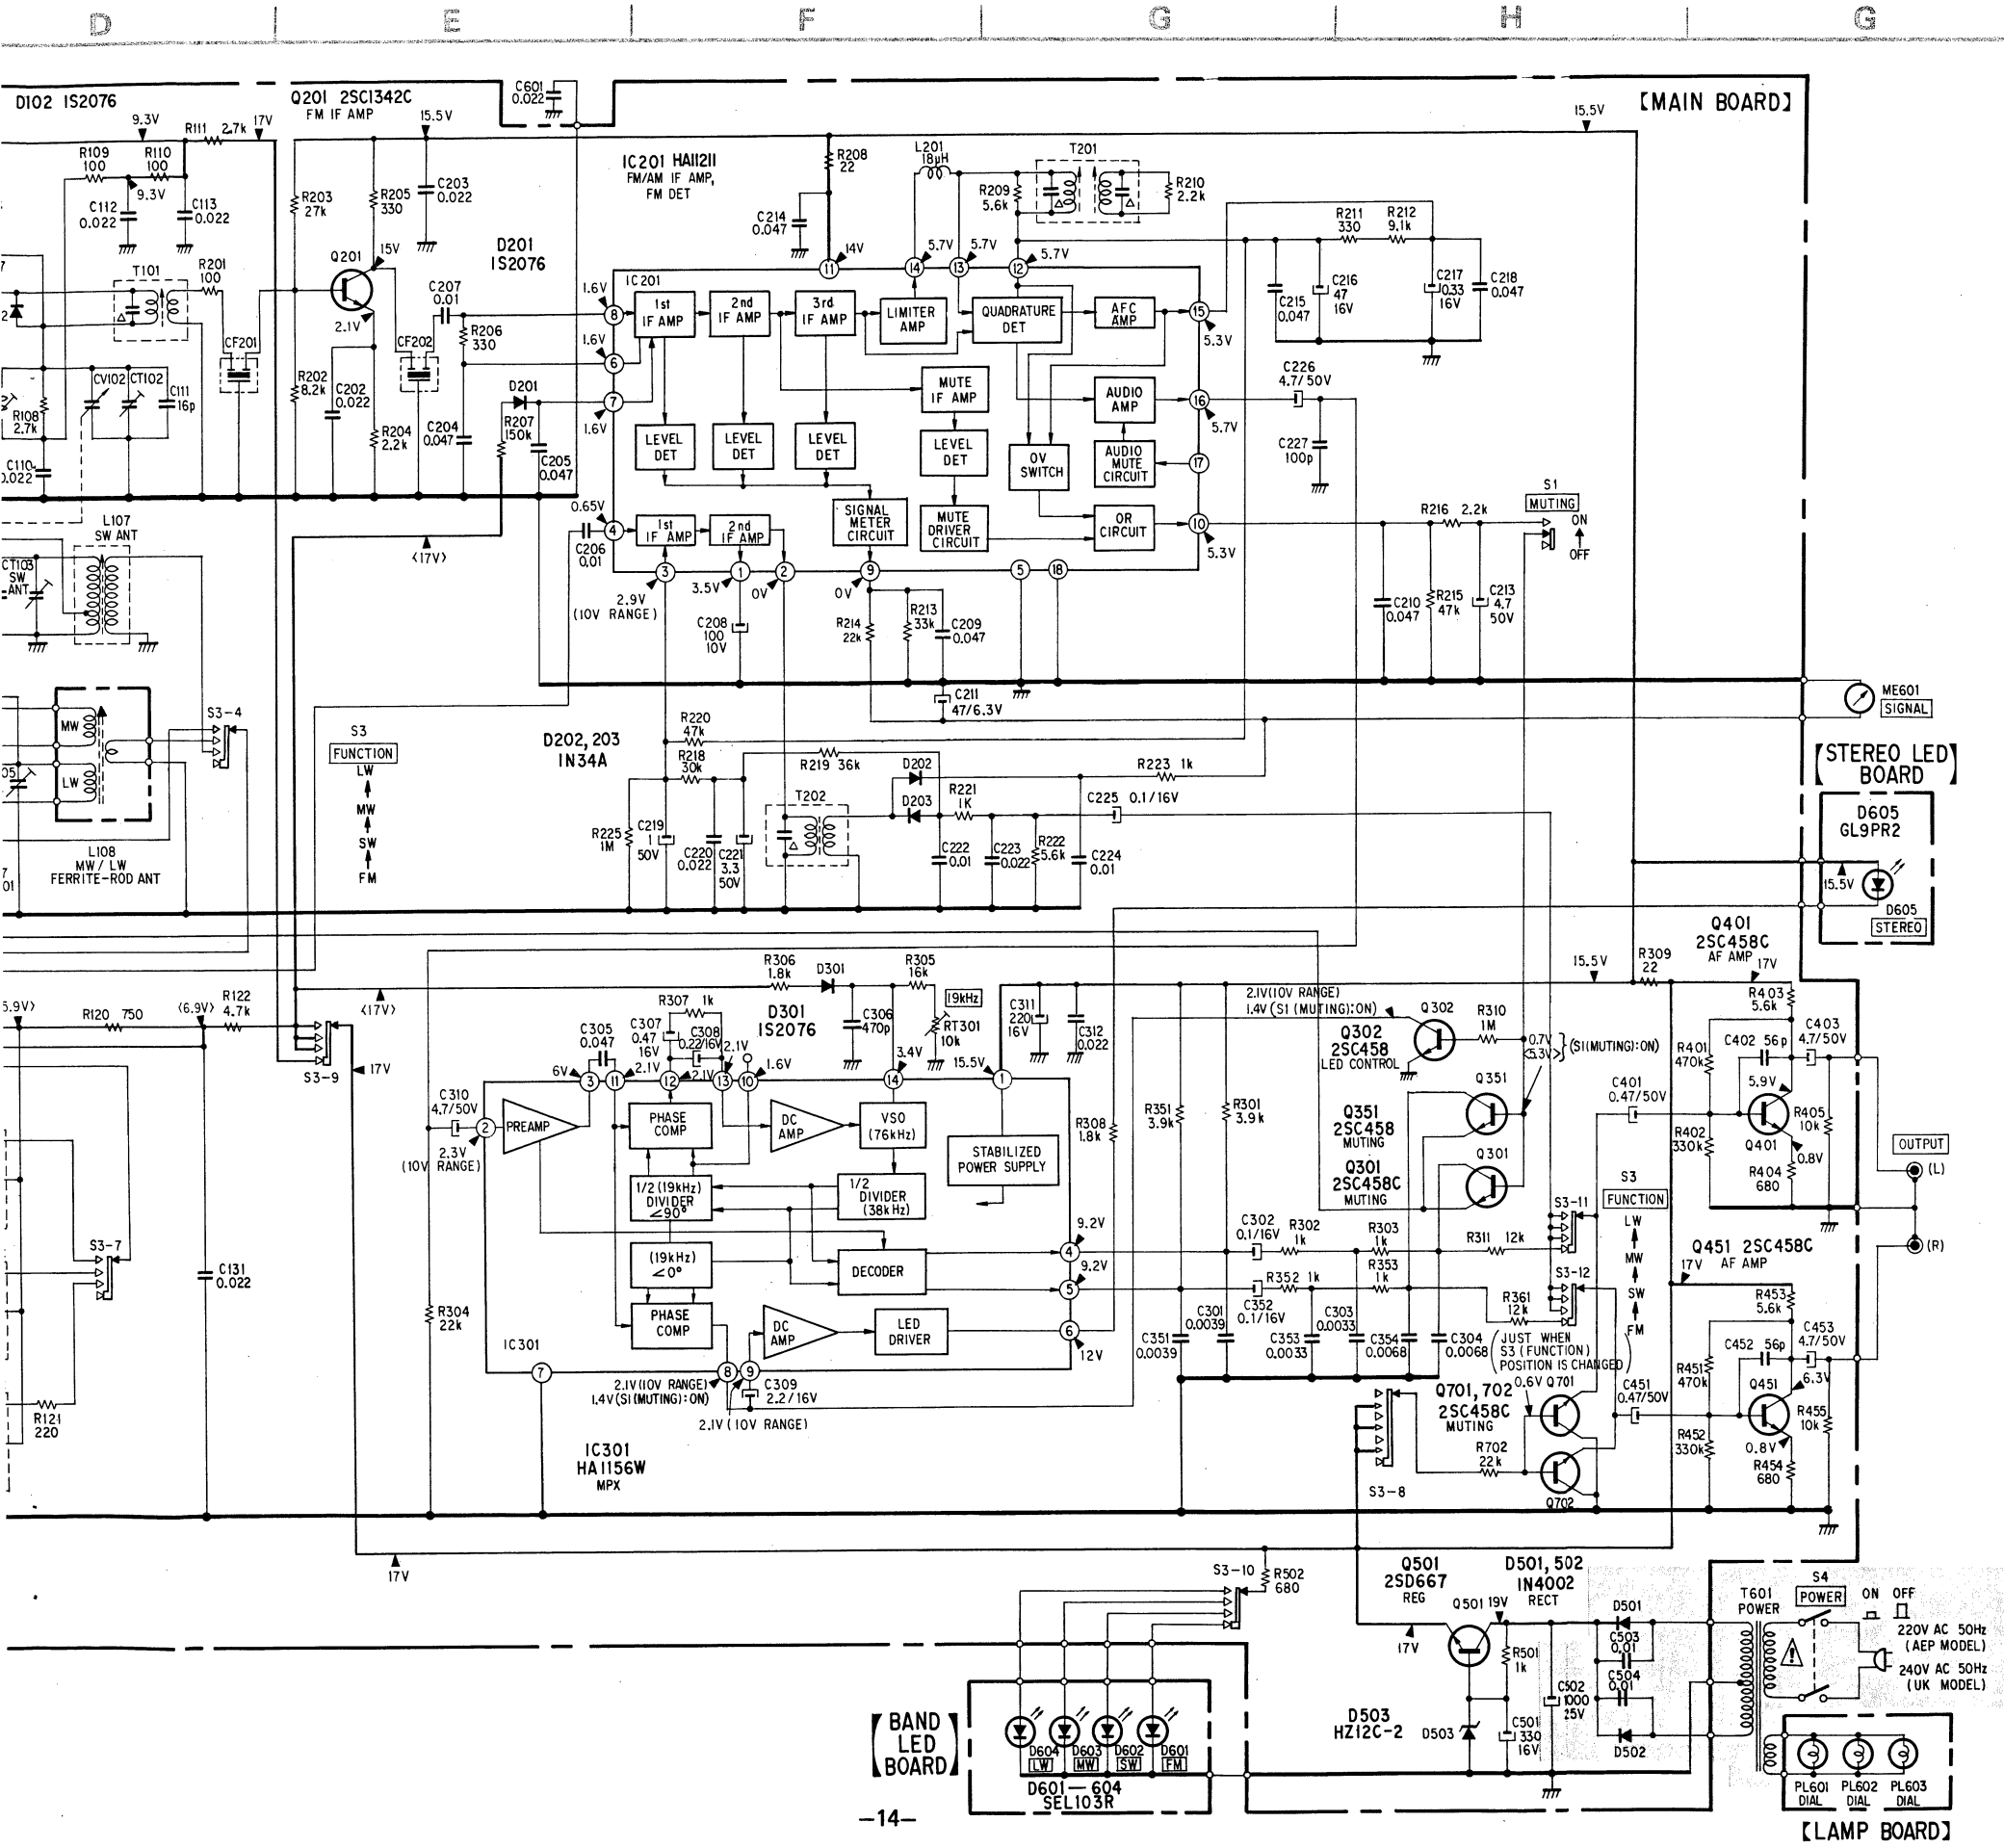 D E F G H G
D102 1S2076
Q201 2SC1342C
FM IF AMP
C601
0.022
15.5V
【MAIN BOARD】
9.3V
R111 2.7k
17V
15.5V
R109
100
R110
100
9.3V
C112
0.022
C113
0.022
R203
27k
R205
330
C203
0.022
IC201 HA11211
FM/AM IF AMP,
FM DET
R208
22
C214
0.047
L201
18μH
T201
R209
5.6k
R210
2.2k
R211
330
R212
9.1k
D201
1S2076
T101
R201
100
Q201
15V
2.1V
CF201
CF202
C207
0.01
R206
330
1.6V
IC201
14V
5.7V
5.7V
5.7V
11
14
13
12
8
6
7
1.6V
1.6V
1st
IF AMP
2nd
IF AMP
3rd
IF AMP
LIMITER
AMP
QUADRATURE
DET
AFC
AMP
15
5.3V
C215
0.047
C216
47
16V
C217
0.33
16V
C218
0.047
CV102
CT102
C111
16p
R108
2.7k
C110
0.022
R202
8.2k
C202
0.022
R204
2.2k
D201
R207
150k
C204
0.047
C205
0.047
LEVEL
DET
LEVEL
DET
LEVEL
DET
MUTE
IF AMP
LEVEL
DET
AUDIO
AMP
16
5.7V
C226
4.7/50V
C227
100p
OV
SWITCH
AUDIO
MUTE
CIRCUIT
17
L107
SW ANT
CT103
SW
ANT
<17V>
0.65V
C206
0.01
4
1st
IF AMP
2nd
IF AMP
SIGNAL
METER
CIRCUIT
MUTE
DRIVER
CIRCUIT
OR
CIRCUIT
10
5.3V
R216 2.2k
S1
MUTING
ON
OFF
3
1
2
9
5
18
2.9V
(10V RANGE)
3.5V
0V
0V
C208
100
10V
R214
22k
R213
33k
C209
0.047
C210
0.047
R215
47k
C213
4.7
50V
C211
47/6.3V
ME601
SIGNAL
MW
LW
S3-4
L108
MW/LW
FERRITE-ROD ANT
S3
FUNCTION
LW
MW
SW
FM
D202,203
1N34A
R220
47k
R218
30k
R219 36k
D202
D203
R223 1k
R221
1K
C225 0.1/16V
T202
R225
1M
C219
1
50V
C220
0.022
C221
3.3
50V
C222
0.01
C223
0.022
R222
5.6k
C224
0.01
【STEREO LED
BOARD】
D605
GL9PR2
15.5V
D605
STEREO
Q401
2SC458C
AF AMP
15.5V
R309
22
17V
<6.9V>
R120 750
R122
4.7k
<17V>
S3-9
17V
R306
1.8k
D301
R305
16k
19kHz
RT301
10k
R307 1k
D301
1S2076
C305
0.047
C307
0.47
16V
C308
0.22/16V
C306
470p
6V
2.1V
2.1V
2.1V
1.6V
3.4V
15.5V
3
11
12
13
10
14
1
C311
220
16V
C312
0.022
2.1V(10V RANGE)
1.4V(S1(MUTING):ON)
Q302
Q302
2SC458
LED CONTROL
R310
1M
0.7V
<5.3V>
(S1(MUTING):ON)
R403
5.6k
R401
470k
C402 56p
C403
4.7/50V
5.9V
C401
0.47/50V
R402
330k
Q401
R405
10k
0.8V
R404
680
OUTPUT
(L)
(R)
C310
4.7/50V
2
2.3V
(10V RANGE)
PREAMP
PHASE
COMP
DC
AMP
VSO
(76kHz)
STABILIZED
POWER SUPPLY
R308
1.8k
R351
3.9k
R301
3.9k
Q351
2SC458
MUTING
Q301
2SC458C
MUTING
Q351
Q301
1/2(19kHz)
DIVIDER
∠90°
1/2
DIVIDER
(38kHz)
(19kHz)
∠0°
DECODER
PHASE
COMP
DC
AMP
LED
DRIVER
4
9.2V
5
9.2V
6
12V
C302
0.1/16V
R302
1k
R303
1k
R311 12k
S3-11
S3
FUNCTION
LW
MW
SW
FM
S3-7
C131
0.022
R304
22k
IC301
7
8
9
R352 1k
R353
1k
C352
0.1/16V
R361
12k
S3-12
C351
0.0039
C301
0.0039
C353
0.0033
C303
0.0033
C354
0.0068
C304
0.0068
(JUST WHEN
S3(FUNCTION)
POSITION IS CHANGED)
Q451 2SC458C
AF AMP
17V
R453
5.6k
C452 56p
C453
4.7/50V
R451
470k
6.3V
Q451
R455
10k
R452
330k
0.8V
R454
680
C451
0.47/50V
R121
220
2.1V(10V RANGE)
1.4V(S1(MUTING):ON)
2.1V(10V RANGE)
C309
2.2/16V
IC301
HA1156W
MPX
Q701,702
2SC458C
MUTING
0.6V
Q701
R702
22k
S3-8
Q702
17V
S3-10
R502
680
Q501
2SD667
REG
D501,502
1N4002
RECT
Q501
19V
17V
R501
1k
C502
1000
25V
D501
C503
0.01
C504
0.01
D502
T601
POWER
S4
POWER
ON OFF
220V AC 50Hz
(AEP MODEL)
240V AC 50Hz
(UK MODEL)
【BAND
LED
BOARD】
D604
LW
D603
MW
D602
SW
D601
FM
D601—604
SEL103R
D503
HZ12C-2
D503
C501
330
16V
PL601
DIAL
PL602
DIAL
PL603
DIAL
—14—
【LAMP BOARD】